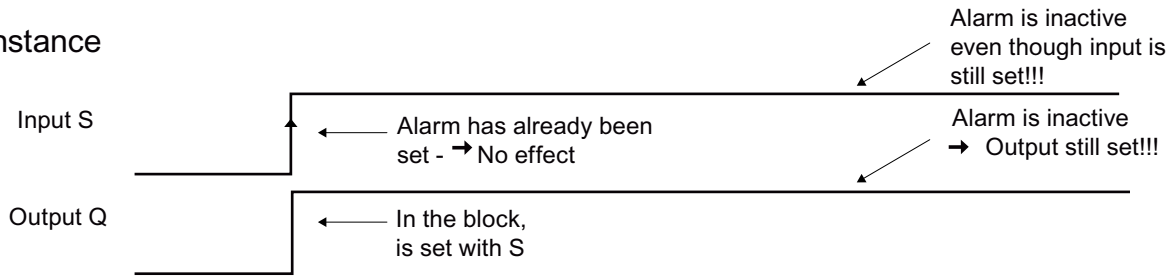 Alarm is inactive
even though input is
still set!!!
Input S
Alarm has already been
set - → No effect
Alarm is inactive
→ Output still set!!!
Output Q
In the block,
is set with S